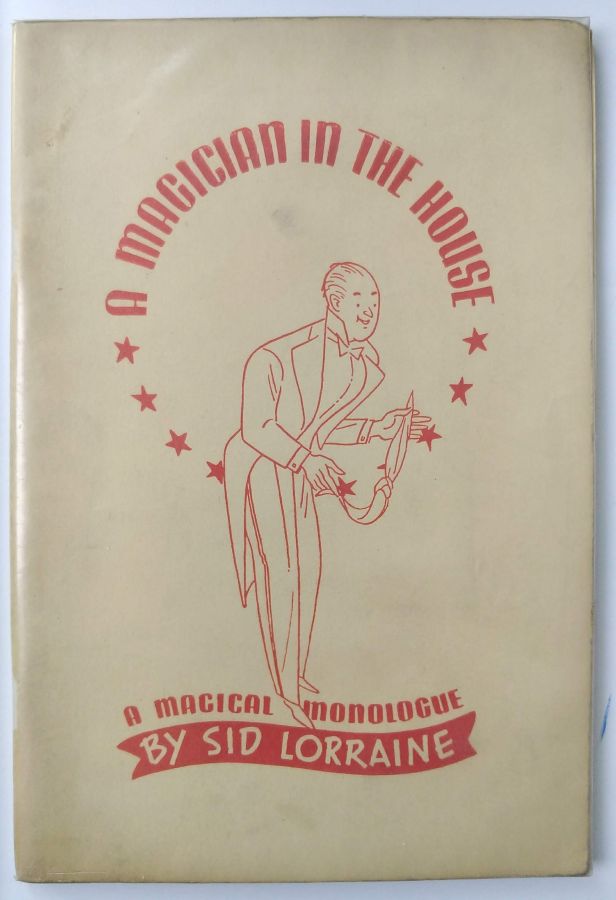 A MAGICIAN IN THE HOUSE
A MAGICAL MONOLOGUE
BY SID LORRAINE